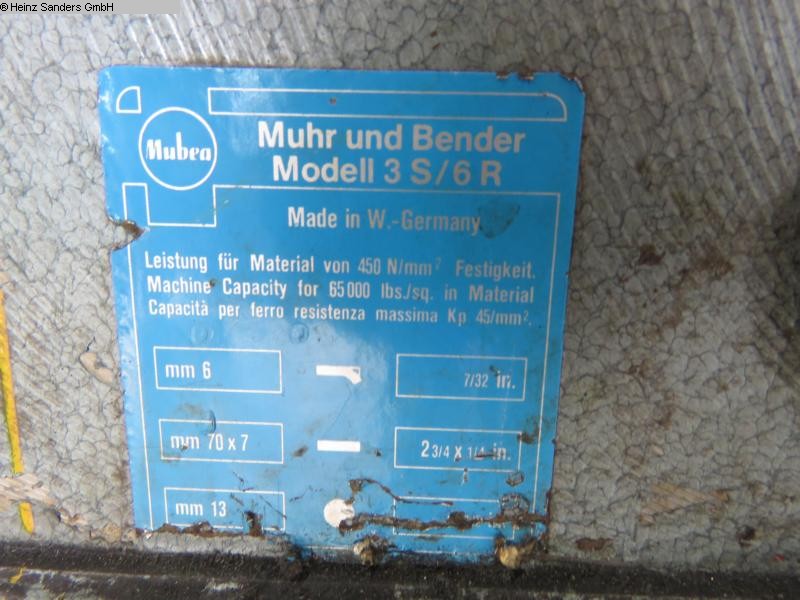 © Heinz Sanders GmbH
Mubea
Muhr und Bender
Modell 3 S/6 R
Made in W.-Germany
Leistung für Material von 450 N/mm² Festigkeit.
Machine Capacity for 65000 lbs./sq. in Material
Capacità per ferro resistenza massima Kp 45/mm².
mm 6 7/32 in.
mm 70 x 7 2 3/4 x 1/4 in.
mm 13